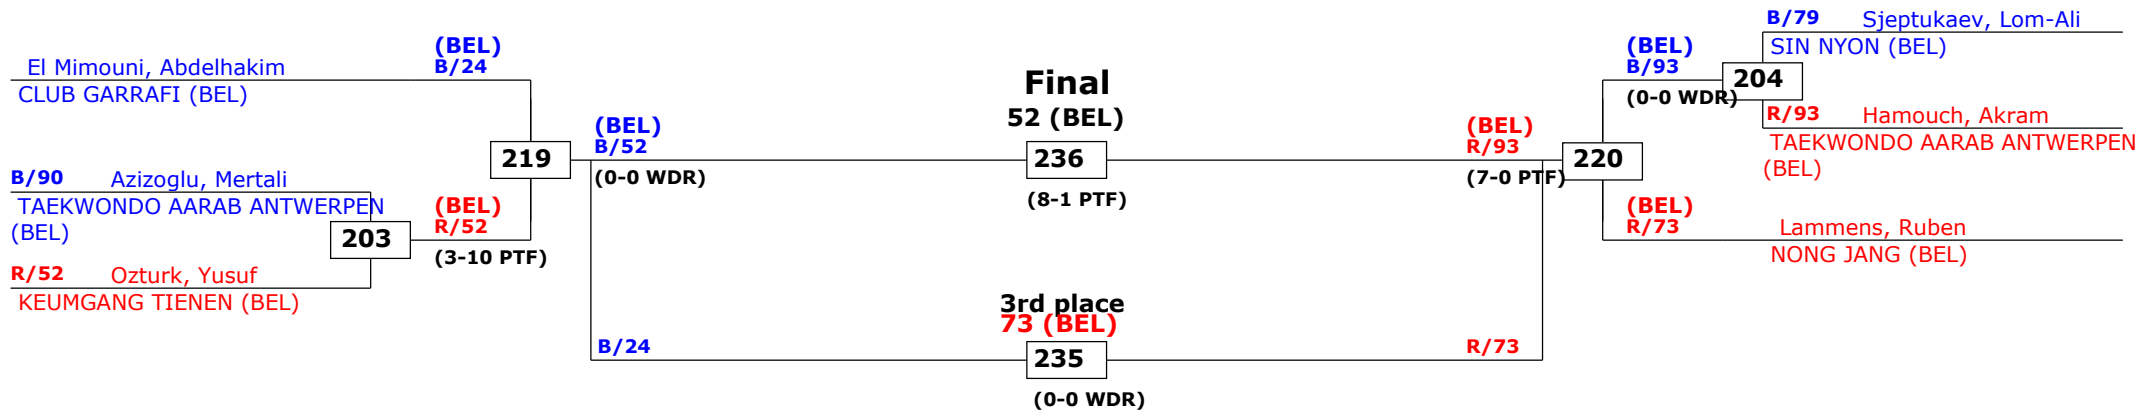 El Mimouni, Abdelhakim
CLUB GARRAFI (BEL)
(BEL)
B/24
B/90 Azizoglu, Mertali
TAEKWONDO AARAB ANTWERPEN
(BEL)
R/52 Ozturk, Yusuf
KEUMGANG TIENEN (BEL)
203
(BEL)
R/52
(3-10 PTF)
219
(BEL)
B/52
(0-0 WDR)
Final
52 (BEL)
236
(8-1 PTF)
B/24
3rd place
73 (BEL)
235
(0-0 WDR)
R/73
(BEL)
R/93
(7-0 PTF)
220
(BEL)
B/93
(0-0 WDR)
204
B/79 Sjeptukaev, Lom-Ali
SIN NYON (BEL)
R/93 Hamouch, Akram
TAEKWONDO AARAB ANTWERPEN
(BEL)
(BEL)
R/73
Lammens, Ruben
NONG JANG (BEL)